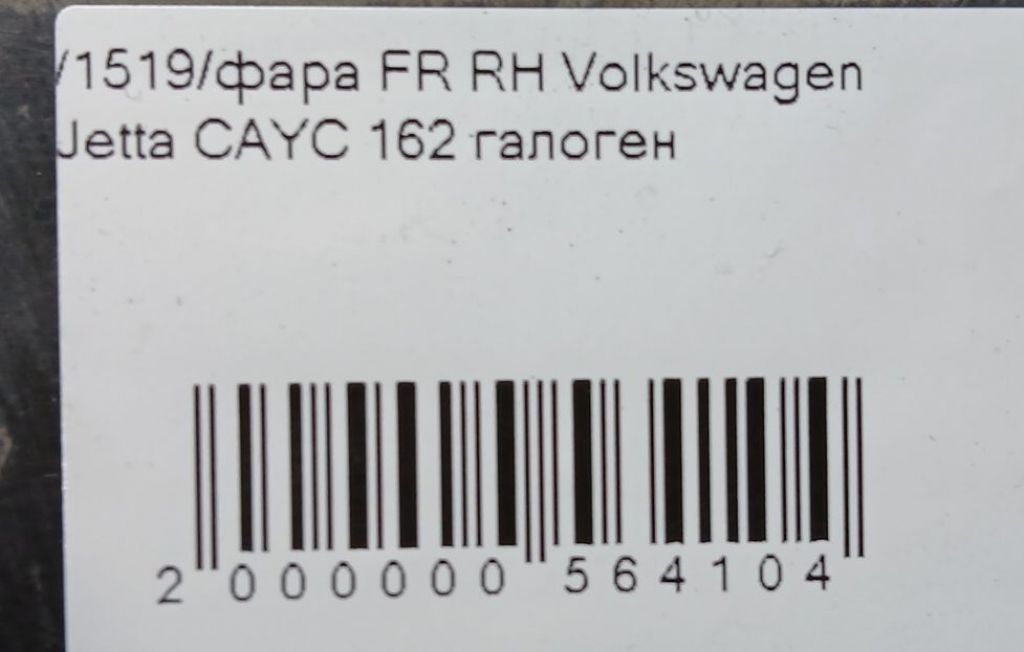 /1519/фара FR RH Volkswagen
Jetta CAYC 162 галоген
2 000000 564104